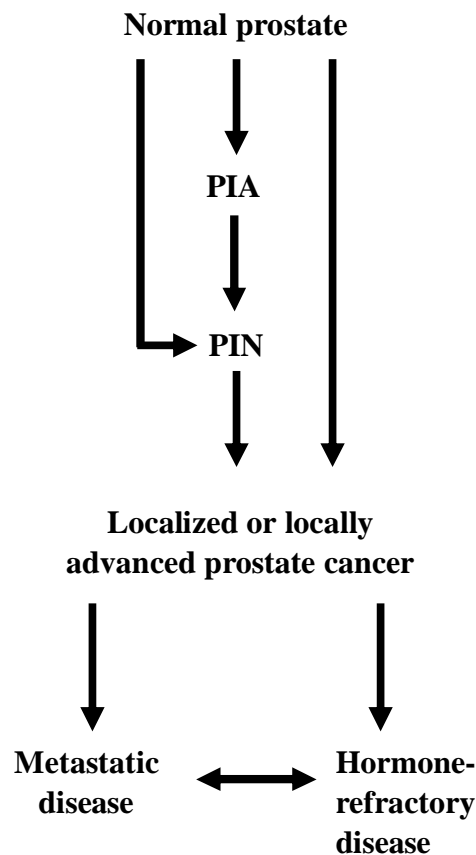 Normal prostate
PIA
PIN
Localized or locally
advanced prostate cancer
Metastatic
disease
Hormone-
refractory
disease